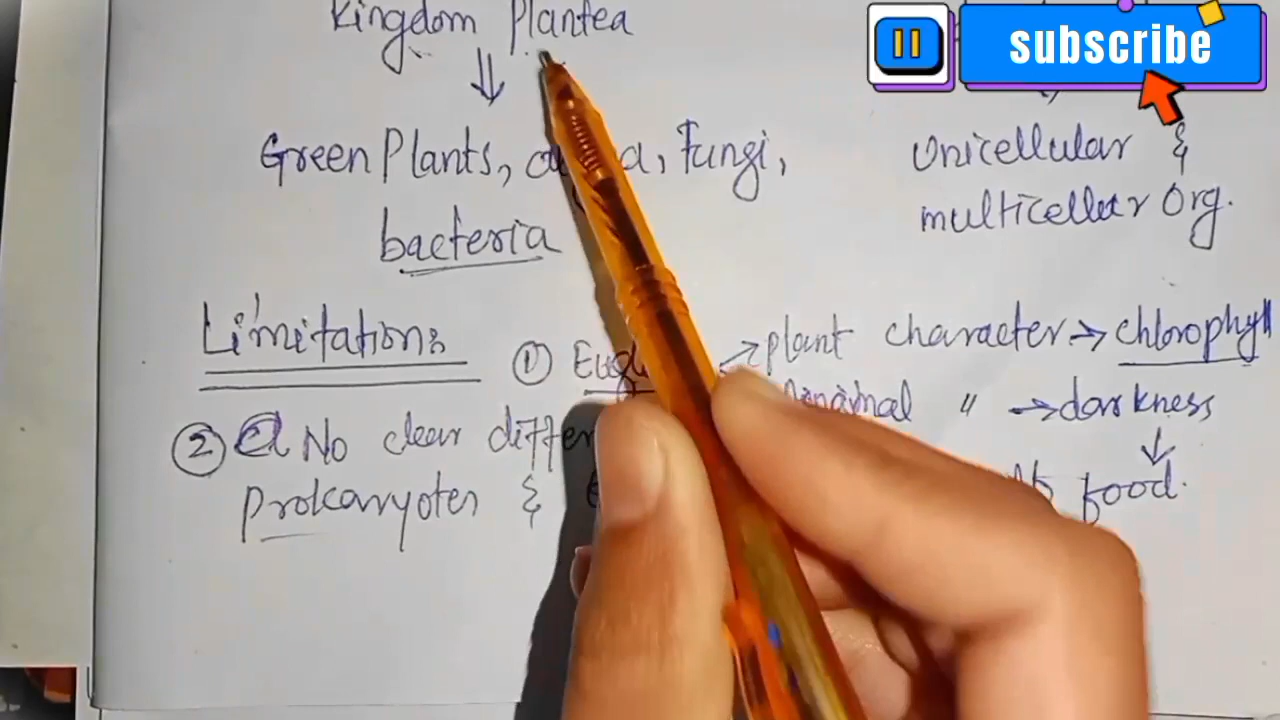 Kingdom Plantea
subscribe
Green Plants, Fungi,
bacteria
Unicellular &
multicellular Org.
Limitations
① plant character → chlorophyll
" → darkness
② No clear
food.
Prokaryotes &